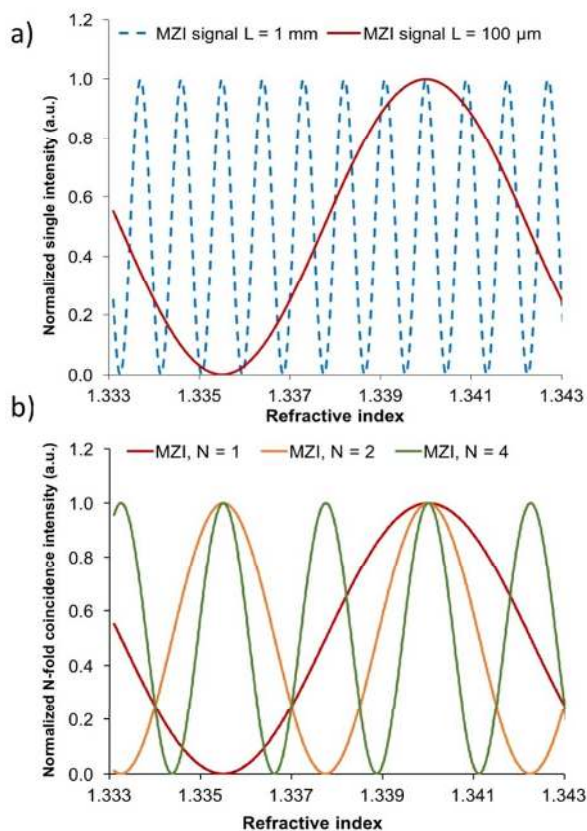 a)
MZI signal L = 1 mm
MZI signal L = 100 µm
Normalized single intensity (a.u.)
1.2
1.0
0.8
0.6
0.4
0.2
0.0
1.333
1.335
1.337
1.339
1.341
1.343
Refractive index
b)
MZI, N = 1
MZI, N = 2
MZI, N = 4
Normalized N-fold coincidence intensity (a.u.)
1.2
1.0
0.8
0.6
0.4
0.2
0.0
1.333
1.335
1.337
1.339
1.341
1.343
Refractive index